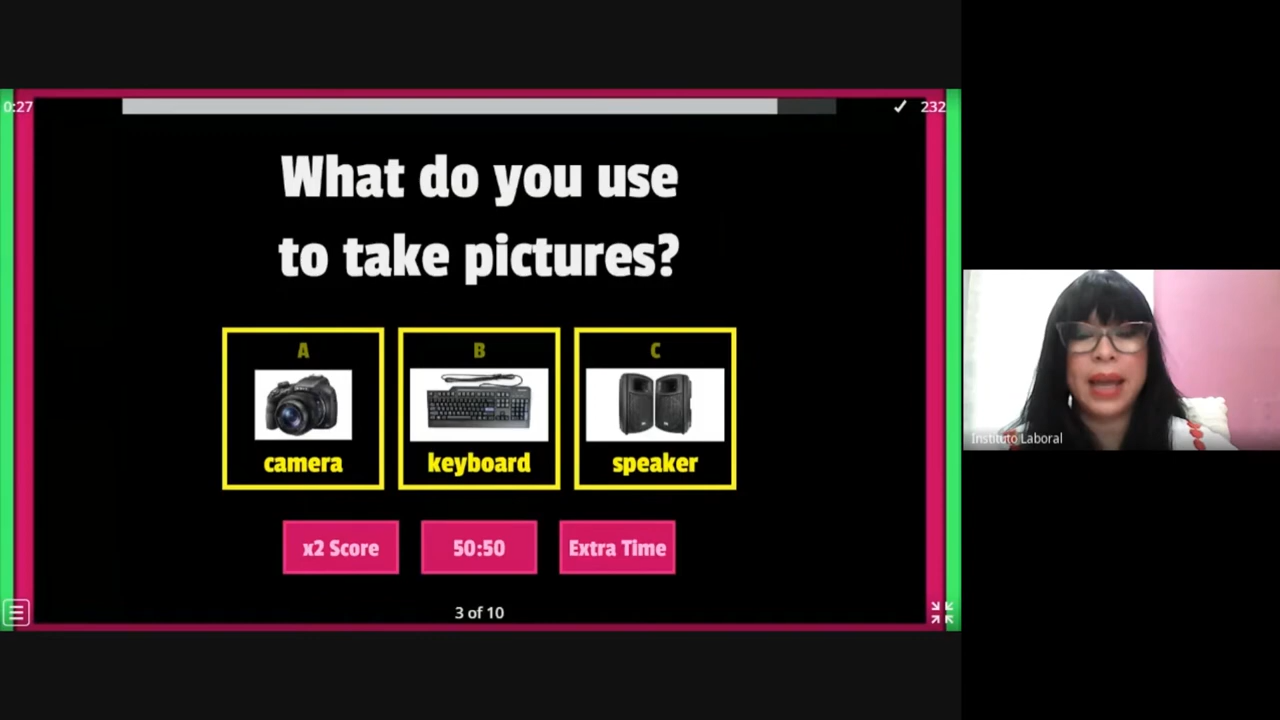 0:27
232
What do you use
to take pictures?
A
B
C
camera
keyboard
speaker
x2 Score
50:50
Extra Time
3 of 10
Instituto Laboral